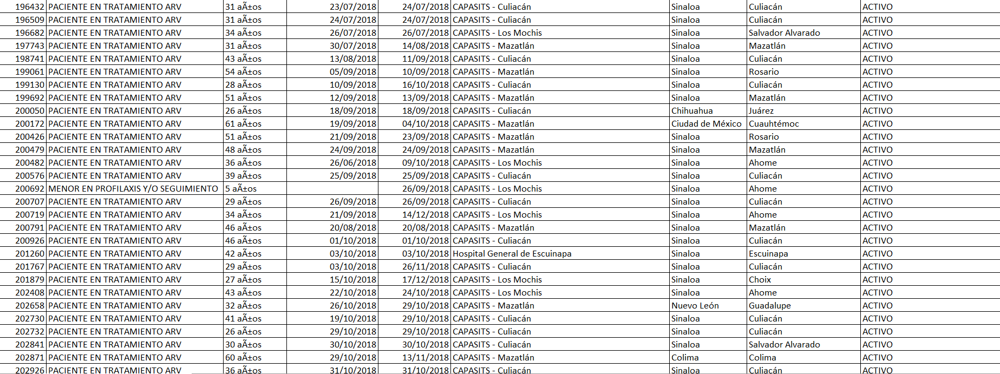 196432 PACIENTE EN TRATAMIENTO ARV 31 aÃ±os 23/07/2018 24/07/2018 CAPASITS - Culiacán Sinaloa Culiacán ACTIVO
196509 PACIENTE EN TRATAMIENTO ARV 31 aÃ±os 24/07/2018 24/07/2018 CAPASITS - Culiacán Sinaloa Culiacán ACTIVO
196682 PACIENTE EN TRATAMIENTO ARV 34 aÃ±os 26/07/2018 26/07/2018 CAPASITS - Los Mochis Sinaloa Salvador Alvarado ACTIVO
197743 PACIENTE EN TRATAMIENTO ARV 31 aÃ±os 30/07/2018 14/08/2018 CAPASITS - Mazatlán Sinaloa Mazatlán ACTIVO
198741 PACIENTE EN TRATAMIENTO ARV 43 aÃ±os 13/08/2018 11/09/2018 CAPASITS - Culiacán Sinaloa Culiacán ACTIVO
199061 PACIENTE EN TRATAMIENTO ARV 54 aÃ±os 05/09/2018 10/09/2018 CAPASITS - Mazatlán Sinaloa Rosario ACTIVO
199130 PACIENTE EN TRATAMIENTO ARV 28 aÃ±os 10/09/2018 16/10/2018 CAPASITS - Culiacán Sinaloa Culiacán ACTIVO
199692 PACIENTE EN TRATAMIENTO ARV 51 aÃ±os 12/09/2018 13/09/2018 CAPASITS - Mazatlán Sinaloa Mazatlán ACTIVO
200050 PACIENTE EN TRATAMIENTO ARV 26 aÃ±os 18/09/2018 18/09/2018 CAPASITS - Culiacán Chihuahua Juárez ACTIVO
200172 PACIENTE EN TRATAMIENTO ARV 61 aÃ±os 19/09/2018 04/10/2018 CAPASITS - Mazatlán Ciudad de México Cuauhtémoc ACTIVO
200426 PACIENTE EN TRATAMIENTO ARV 51 aÃ±os 21/09/2018 23/09/2018 CAPASITS - Mazatlán Sinaloa Rosario ACTIVO
200479 PACIENTE EN TRATAMIENTO ARV 48 aÃ±os 24/09/2018 24/09/2018 CAPASITS - Mazatlán Sinaloa Mazatlán ACTIVO
200482 PACIENTE EN TRATAMIENTO ARV 36 aÃ±os 26/06/2018 09/10/2018 CAPASITS - Los Mochis Sinaloa Ahome ACTIVO
200576 PACIENTE EN TRATAMIENTO ARV 39 aÃ±os 25/09/2018 25/09/2018 CAPASITS - Culiacán Sinaloa Culiacán ACTIVO
200692 MENOR EN PROFILAXIS Y/O SEGUIMIENTO 5 aÃ±os 26/09/2018 CAPASITS - Los Mochis Sinaloa Ahome ACTIVO
200707 PACIENTE EN TRATAMIENTO ARV 29 aÃ±os 26/09/2018 26/09/2018 CAPASITS - Culiacán Sinaloa Culiacán ACTIVO
200719 PACIENTE EN TRATAMIENTO ARV 34 aÃ±os 21/09/2018 14/12/2018 CAPASITS - Los Mochis Sinaloa Ahome ACTIVO
200791 PACIENTE EN TRATAMIENTO ARV 46 aÃ±os 20/08/2018 20/08/2018 CAPASITS - Mazatlán Sinaloa Mazatlán ACTIVO
200926 PACIENTE EN TRATAMIENTO ARV 46 aÃ±os 01/10/2018 01/10/2018 CAPASITS - Culiacán Sinaloa Culiacán ACTIVO
201260 PACIENTE EN TRATAMIENTO ARV 42 aÃ±os 03/10/2018 03/10/2018 Hospital General de Escuinapa Sinaloa Escuinapa ACTIVO
201767 PACIENTE EN TRATAMIENTO ARV 29 aÃ±os 03/10/2018 26/11/2018 CAPASITS - Culiacán Sinaloa Culiacán ACTIVO
201879 PACIENTE EN TRATAMIENTO ARV 27 aÃ±os 15/10/2018 17/12/2018 CAPASITS - Los Mochis Sinaloa Choix ACTIVO
202408 PACIENTE EN TRATAMIENTO ARV 43 aÃ±os 22/10/2018 24/10/2018 CAPASITS - Los Mochis Sinaloa Ahome ACTIVO
202658 PACIENTE EN TRATAMIENTO ARV 32 aÃ±os 26/10/2018 29/10/2018 CAPASITS - Mazatlán Nuevo León Guadalupe ACTIVO
202730 PACIENTE EN TRATAMIENTO ARV 41 aÃ±os 19/10/2018 29/10/2018 CAPASITS - Culiacán Sinaloa Culiacán ACTIVO
202732 PACIENTE EN TRATAMIENTO ARV 26 aÃ±os 29/10/2018 29/10/2018 CAPASITS - Culiacán Sinaloa Culiacán ACTIVO
202841 PACIENTE EN TRATAMIENTO ARV 30 aÃ±os 30/10/2018 30/10/2018 CAPASITS - Culiacán Sinaloa Salvador Alvarado ACTIVO
202871 PACIENTE EN TRATAMIENTO ARV 60 aÃ±os 29/10/2018 13/11/2018 CAPASITS - Mazatlán Colima Colima ACTIVO
202926 PACIENTE EN TRATAMIENTO ARV 36 aÃ±os 31/10/2018 31/10/2018 CAPASITS - Culiacán Sinaloa Culiacán ACTIVO